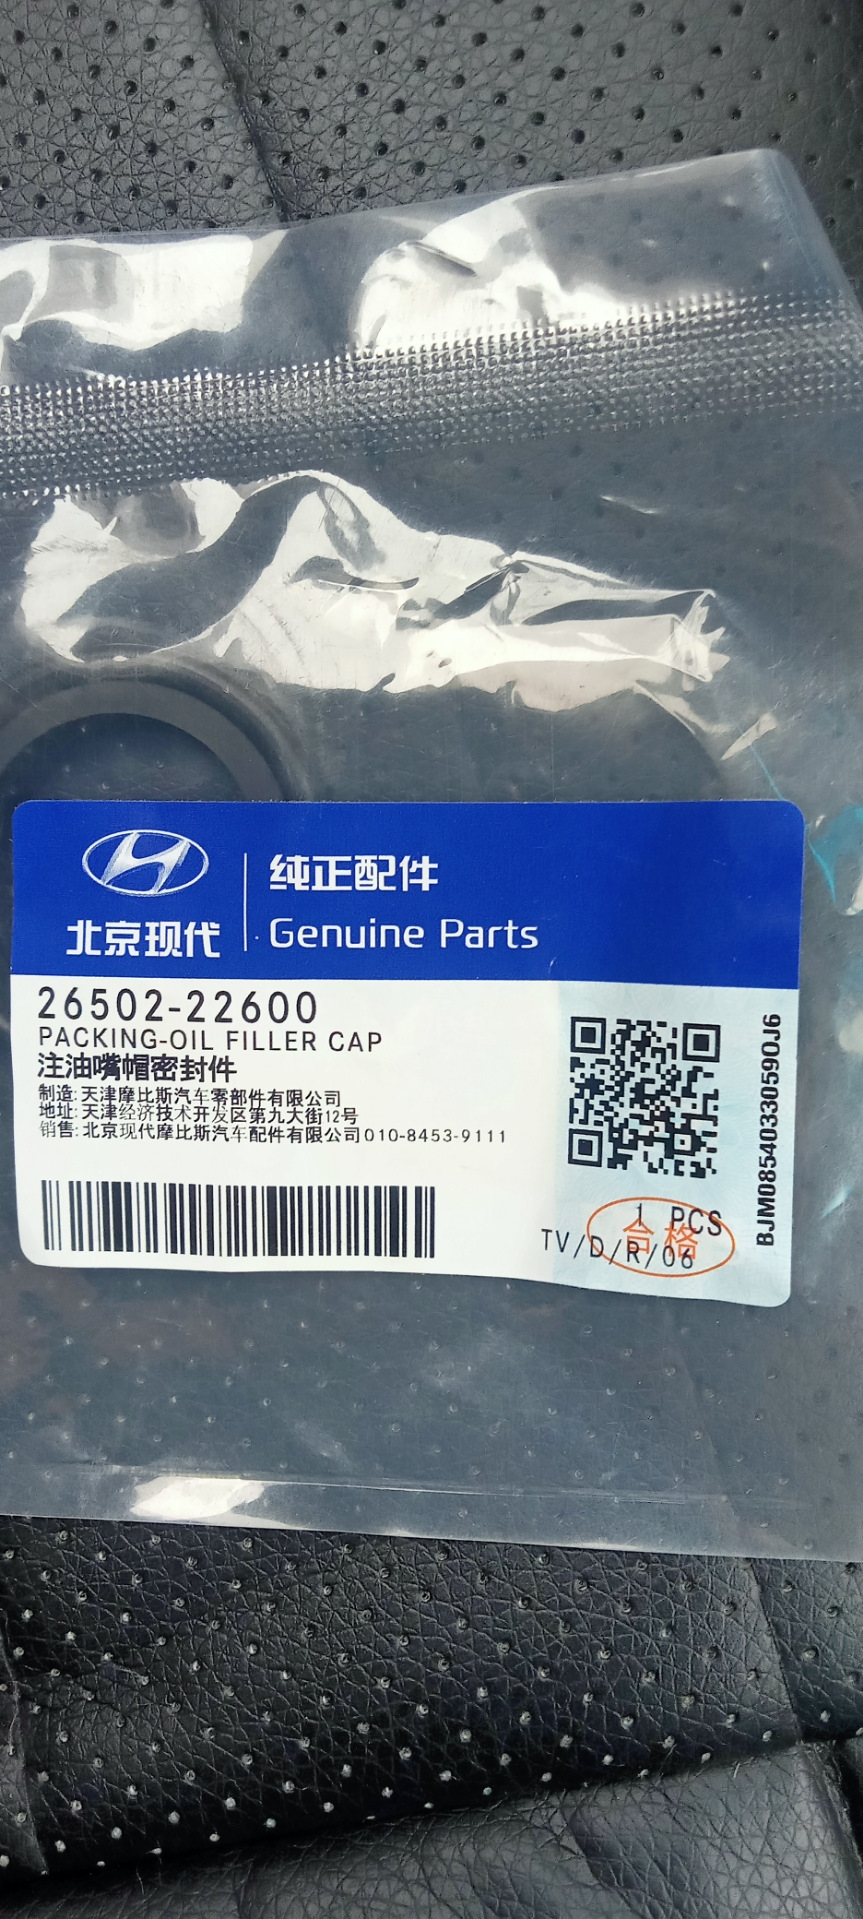 纯正配件
北京现代
Genuine Parts
26502-22600
PACKING-OIL FILLER CAP
注油嘴帽密封件
制造:天津摩比斯汽车零部件有限公司
地址:天津经济技术开发区第九大街12号
销售:北京现代摩比斯汽车配件有限公司010-8453-9111
1 PCS
合格
TV/D/R/06
BJM0854033059OJ6